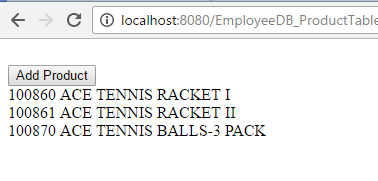 localhost:8080/EmployeeDB_ProductTable
Add Product
100860 ACE TENNIS RACKET I
100861 ACE TENNIS RACKET II
100870 ACE TENNIS BALLS-3 PACK